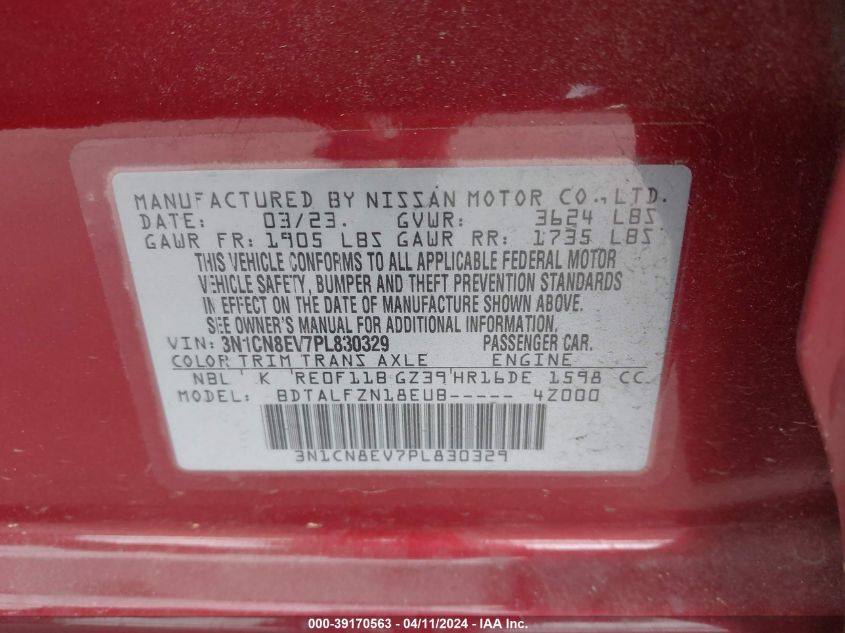 MANUFACTURED BY NISSAN MOTOR CO., LTD.
DATE: 03/23. GVWR: 3624 LBS
GAWR FR: 1905 LBS GAWR RR: 1735 LBS
THIS VEHICLE CONFORMS TO ALL APPLICABLE FEDERAL MOTOR
VEHICLE SAFETY, BUMPER AND THEFT PREVENTION STANDARDS
IN EFFECT ON THE DATE OF MANUFACTURE SHOWN ABOVE.
SEE OWNER'S MANUAL FOR ADDITIONAL INFORMATION.
VIN: 3N1CN8EV7PL830329 PASSENGER CAR.
COLOR TRIM TRANS AXLE ENGINE
NBL K RE0F11B GZ39 HR16DE 1598 CC
MODEL: BDTALFZN18EUB----- 4Z000
3N1CN8EV7PL830329
000-39170563 - 04/11/2024 - IAA Inc.